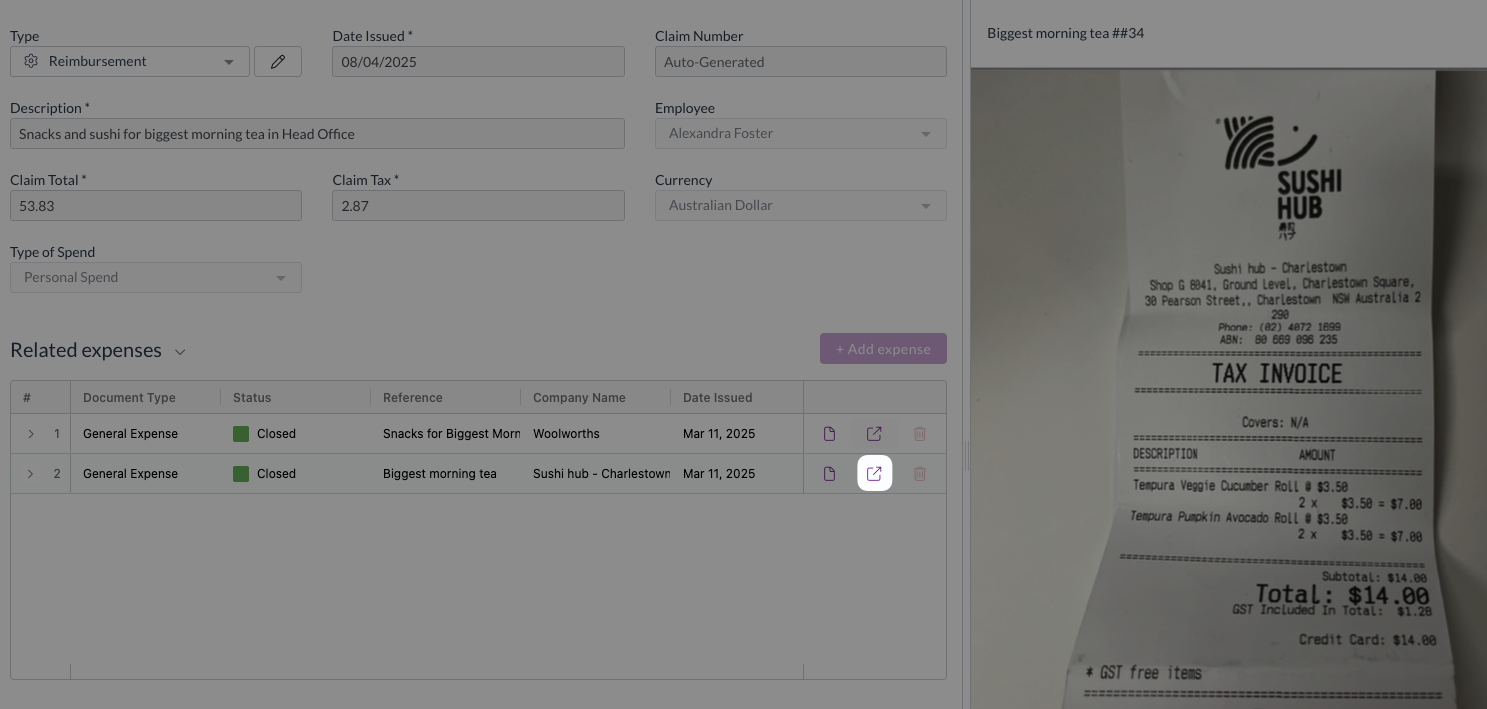 Type
Date Issued *
Claim Number
Reimbursement
08/04/2025
Auto-Generated
Description *
Employee
Snacks and sushi for biggest morning tea in Head Office
Alexandra Foster
Claim Total *
Claim Tax *
Currency
53.83
2.87
Australian Dollar
Type of Spend
Personal Spend
Related expenses
+ Add expense
# Document Type Status Reference Company Name Date Issued
1 General Expense Closed Snacks for Biggest Morn Woolworths Mar 11, 2025
2 General Expense Closed Biggest morning tea Sushi hub - Charlestown Mar 11, 2025
Biggest morning tea ##34
SUSHI
HUB
Sushi hub - Charlestown
Shop G 8041, Ground Level, Charlestown Square,
30 Pearson Street,, Charlestown NSW Australia 2
290
Phone: (02) 4072 1699
ABN: 80 669 096 235
TAX INVOICE
Covers: N/A
DESCRIPTION AMOUNT
Tempura Veggie Cucumber Roll @ $3.50
2 x $3.50 = $7.00
Tempura Pumpkin Avocado Roll @ $3.50
2 x $3.50 = $7.00
Subtotal: $14.00
Total: $14.00
GST Included In Total: $1.28
Credit Card: $14.00
* GST free items